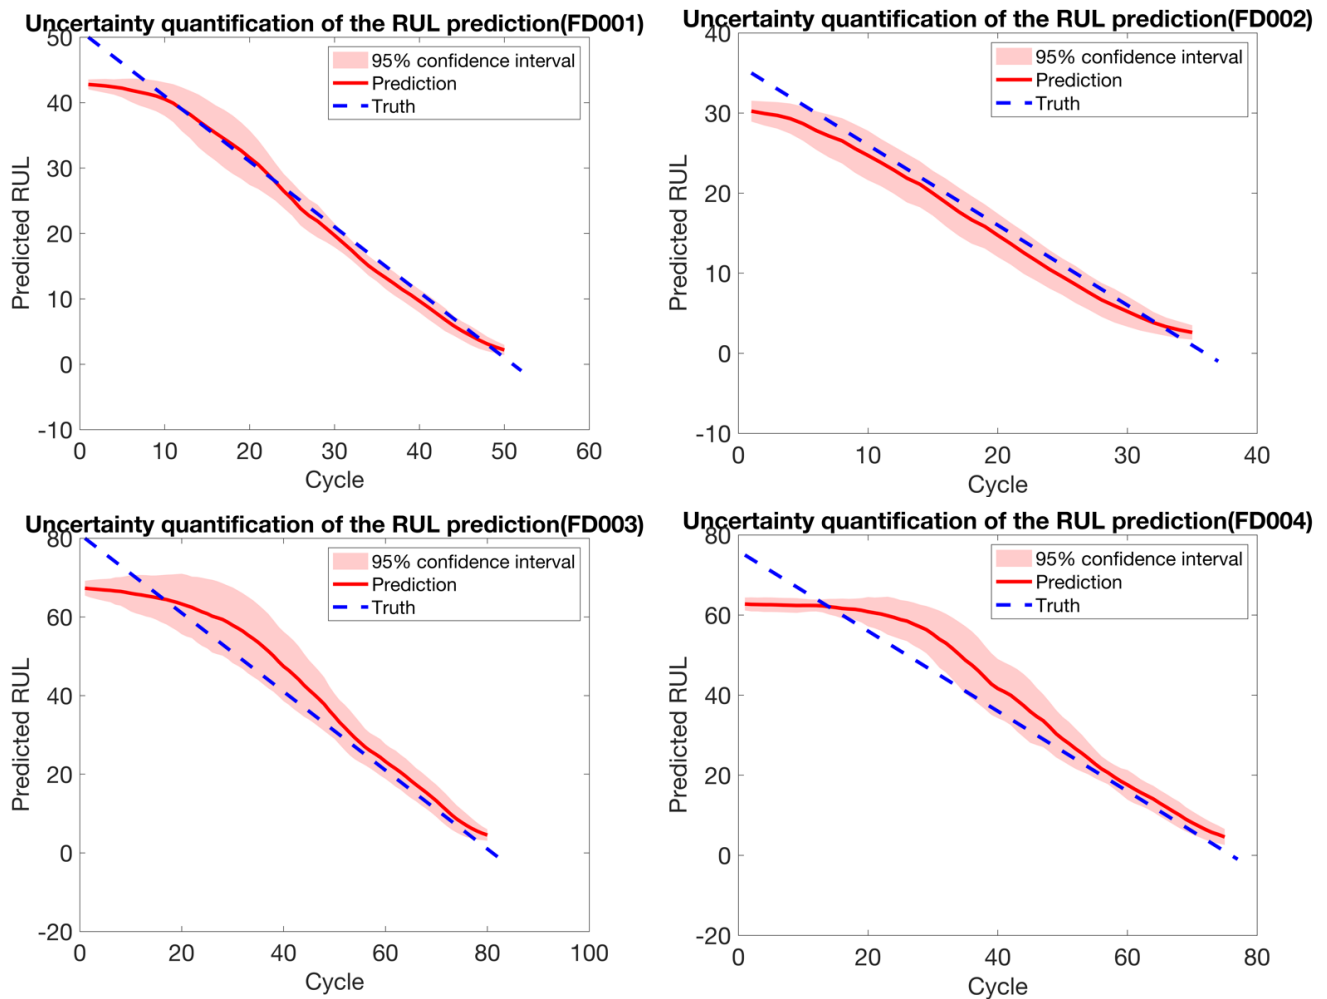 Uncertainty quantification of the RUL prediction(FD001)
50
40
30
20
10
0
-10
Predicted RUL
95% confidence interval
Prediction
Truth
0 10 20 30 40 50 60
Cycle
Uncertainty quantification of the RUL prediction(FD002)
40
30
20
10
0
-10
Predicted RUL
95% confidence interval
Prediction
Truth
0 10 20 30 40
Cycle
Uncertainty quantification of the RUL prediction(FD003)
80
60
40
20
0
-20
Predicted RUL
95% confidence interval
Prediction
Truth
0 20 40 60 80 100
Cycle
Uncertainty quantification of the RUL prediction(FD004)
80
60
40
20
0
-20
Predicted RUL
95% confidence interval
Prediction
Truth
0 20 40 60 80
Cycle